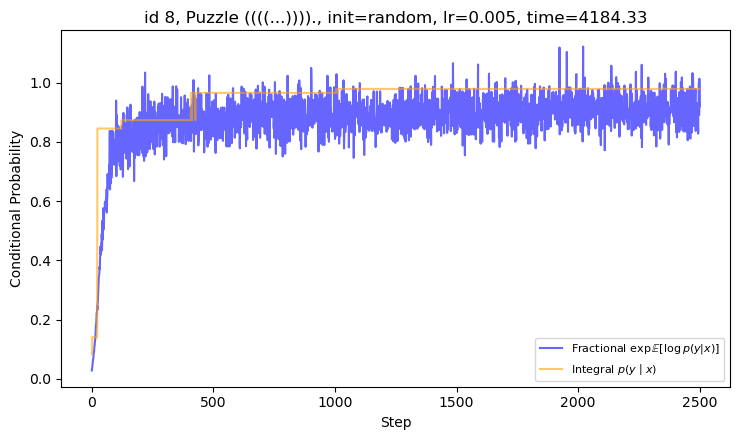 id 8, Puzzle ((((...))))., init=random, lr=0.005, time=4184.33
Conditional Probability
1.0
0.8
0.6
0.4
0.2
0.0
Fractional exp𝔼[log p(y|x)]
Integral p(y | x)
0 500 1000 1500 2000 2500
Step